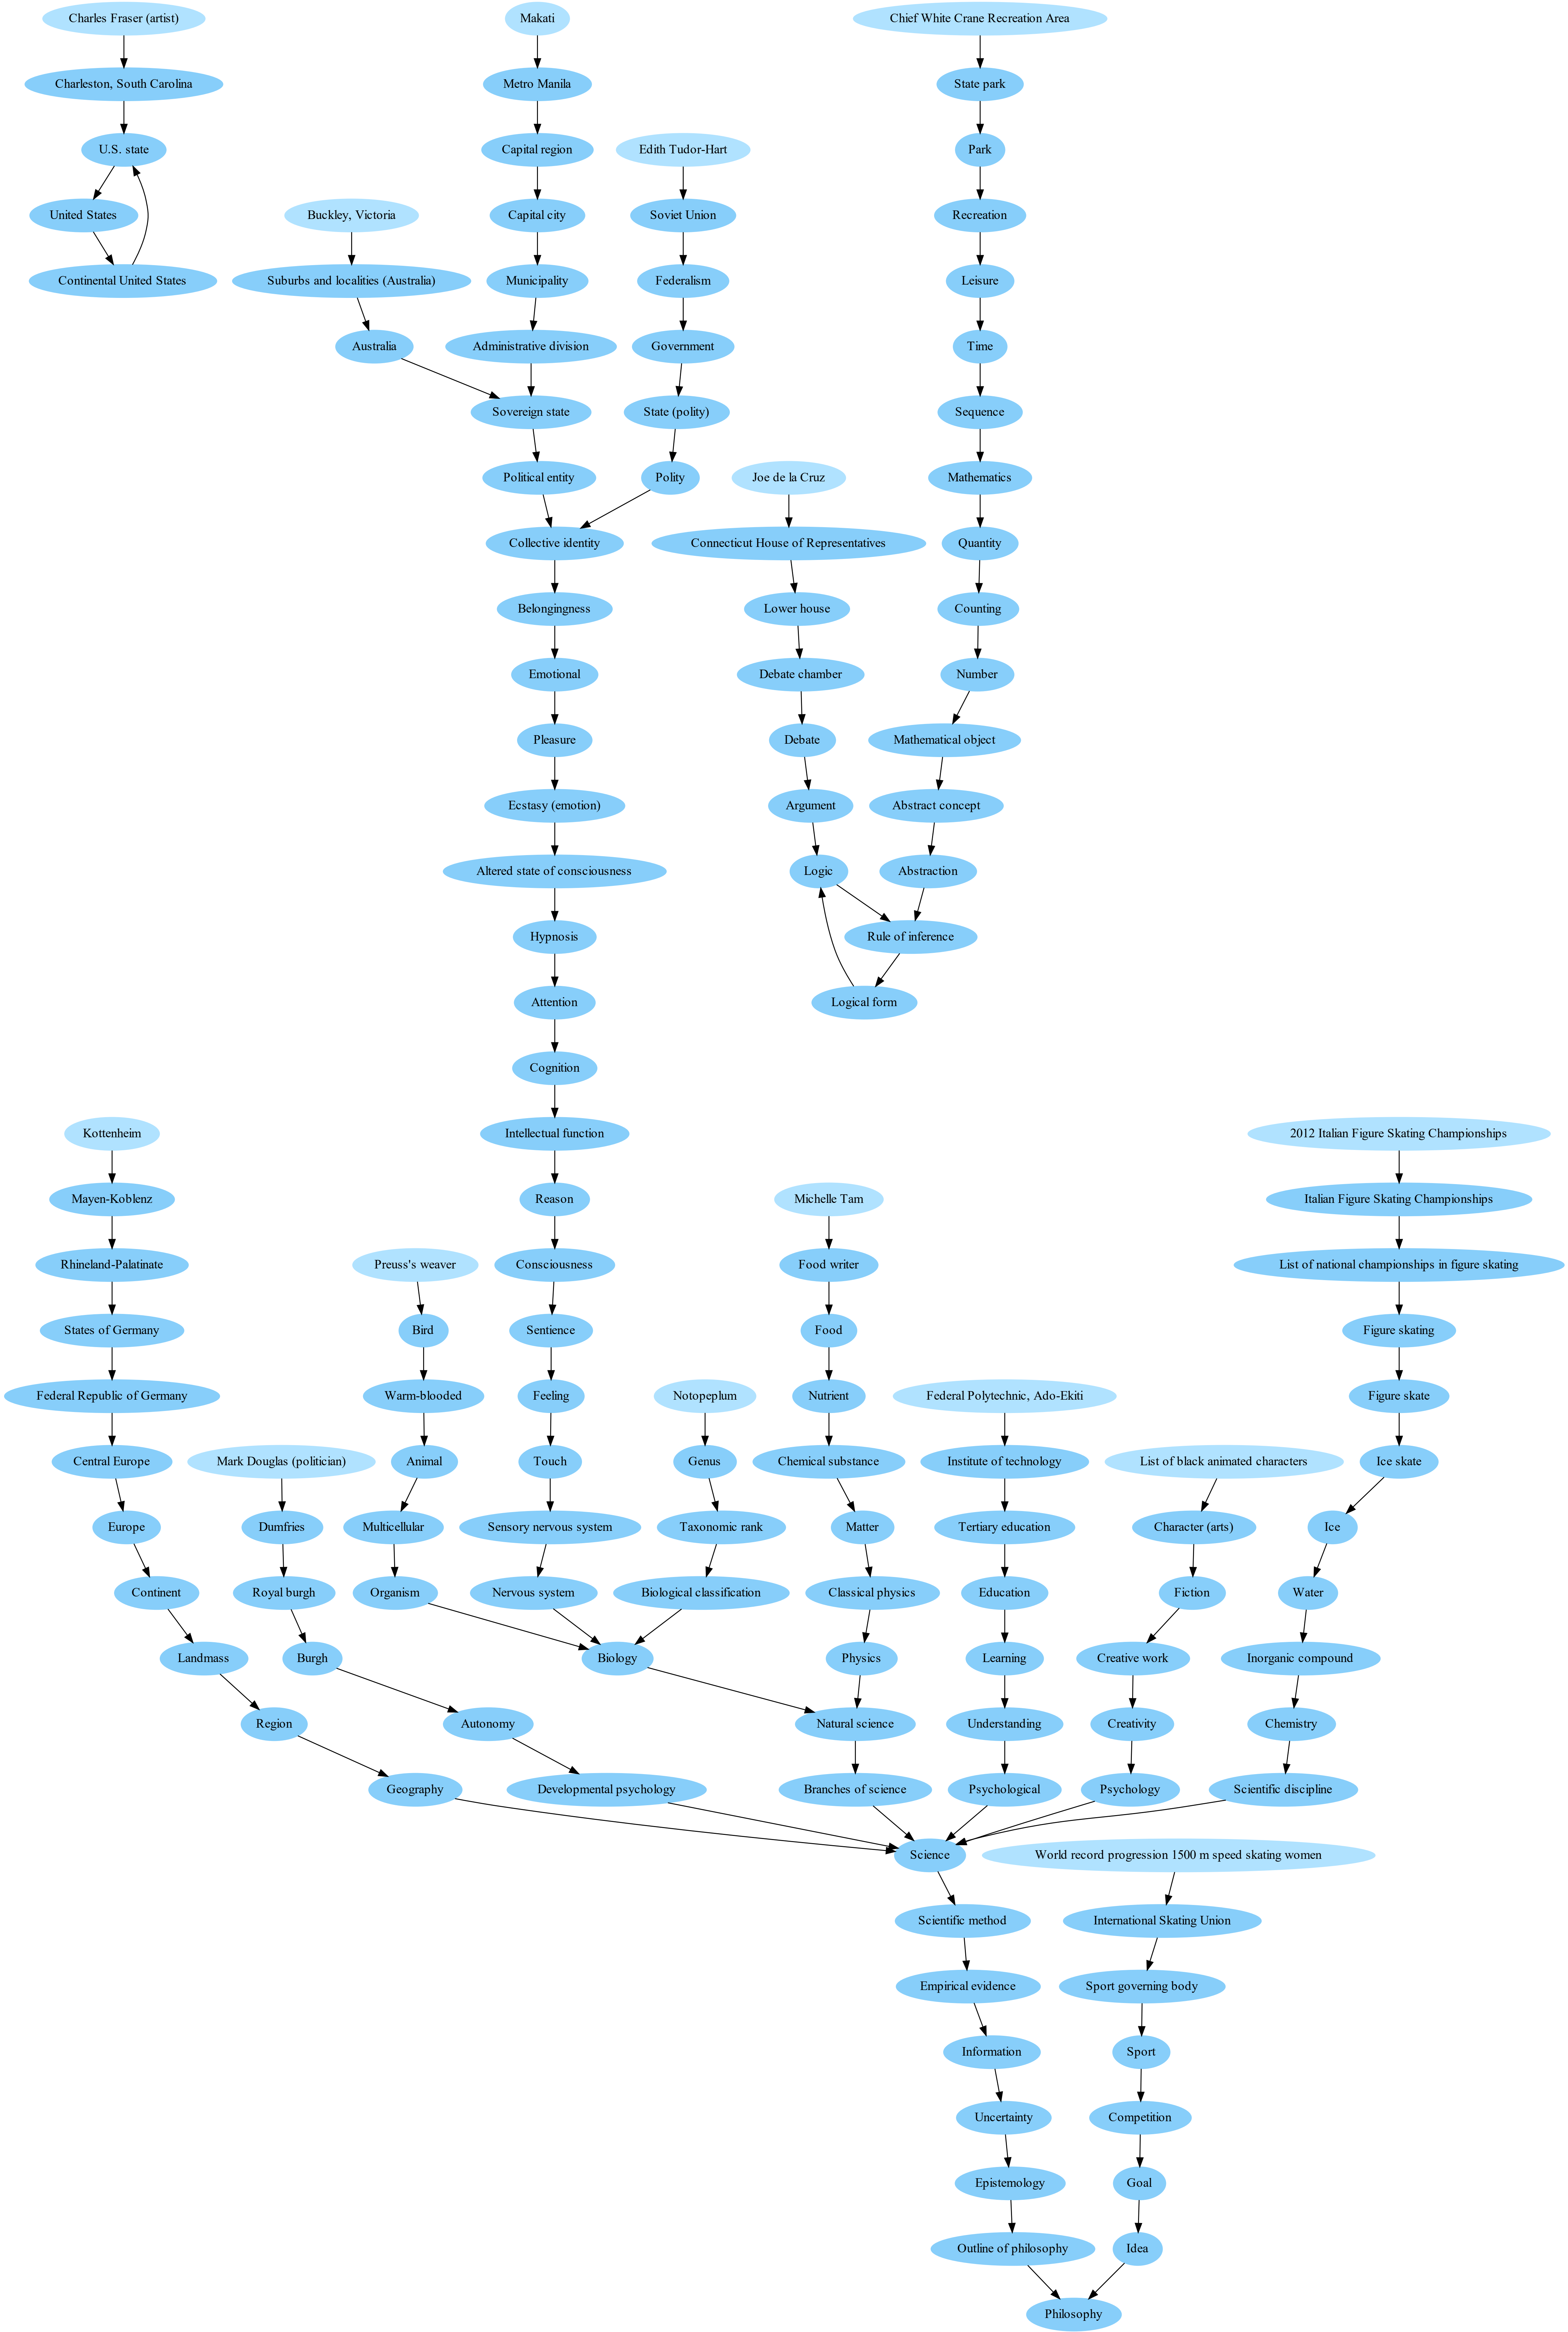 Charles Fraser (artist)
Makati
Chief White Crane Recreation Area
Charleston, South Carolina
Metro Manila
State park
U.S. state
Capital region
Edith Tudor-Hart
Park
United States
Buckley, Victoria
Capital city
Soviet Union
Recreation
Continental United States
Suburbs and localities (Australia)
Municipality
Federalism
Leisure
Australia
Administrative division
Government
Time
Sovereign state
State (polity)
Sequence
Political entity
Polity
Joe de la Cruz
Mathematics
Collective identity
Connecticut House of Representatives
Quantity
Belongingness
Lower house
Counting
Emotional
Debate chamber
Number
Pleasure
Debate
Mathematical object
Ecstasy (emotion)
Argument
Abstract concept
Altered state of consciousness
Logic
Abstraction
Hypnosis
Rule of inference
Attention
Logical form
Cognition
Kottenheim
Intellectual function
2012 Italian Figure Skating Championships
Mayen-Koblenz
Reason
Michelle Tam
Italian Figure Skating Championships
Rhineland-Palatinate
Preuss's weaver
Consciousness
Food writer
List of national championships in figure skating
States of Germany
Bird
Sentience
Food
Figure skating
Federal Republic of Germany
Warm-blooded
Feeling
Notopeplum
Nutrient
Federal Polytechnic, Ado-Ekiti
Figure skate
Central Europe
Mark Douglas (politician)
Animal
Touch
Genus
Chemical substance
Institute of technology
List of black animated characters
Ice skate
Europe
Dumfries
Multicellular
Sensory nervous system
Taxonomic rank
Matter
Tertiary education
Character (arts)
Ice
Continent
Royal burgh
Organism
Nervous system
Biological classification
Classical physics
Education
Fiction
Water
Landmass
Burgh
Biology
Physics
Learning
Creative work
Inorganic compound
Region
Autonomy
Natural science
Understanding
Creativity
Chemistry
Geography
Developmental psychology
Branches of science
Psychological
Psychology
Scientific discipline
Science
World record progression 1500 m speed skating women
Scientific method
International Skating Union
Empirical evidence
Sport governing body
Information
Sport
Uncertainty
Competition
Epistemology
Goal
Outline of philosophy
Idea
Philosophy